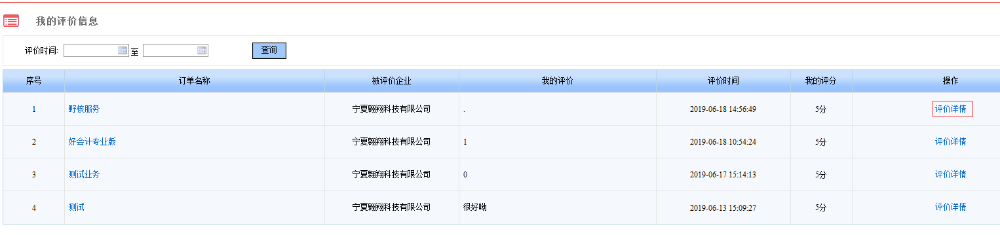 我的评价信息
评价时间: 至 查询
序号 订单名称 被评价企业 我的评价 评价时间 我的评分 操作
1 野核服务 宁夏翱翔科技有限公司 . 2019-06-18 14:56:49 5分 评价详情
2 好会计专业版 宁夏翱翔科技有限公司 1 2019-06-18 10:54:24 5分 评价详情
3 测试业务 宁夏翱翔科技有限公司 0 2019-06-17 15:14:13 5分 评价详情
4 测试 宁夏翱翔科技有限公司 很好呦 2019-06-13 15:09:27 5分 评价详情